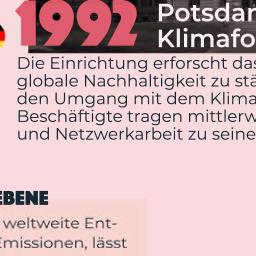 1992
Potsdam
Klimafo
Die Einrichtung erforscht das
globale Nachhaltigkeit zu stä
den Umgang mit dem Klima
Beschäftigte tragen mittlerw
und Netzwerkarbeit zu seine
EBENE
weltweite Ent-
Emissionen, lässt